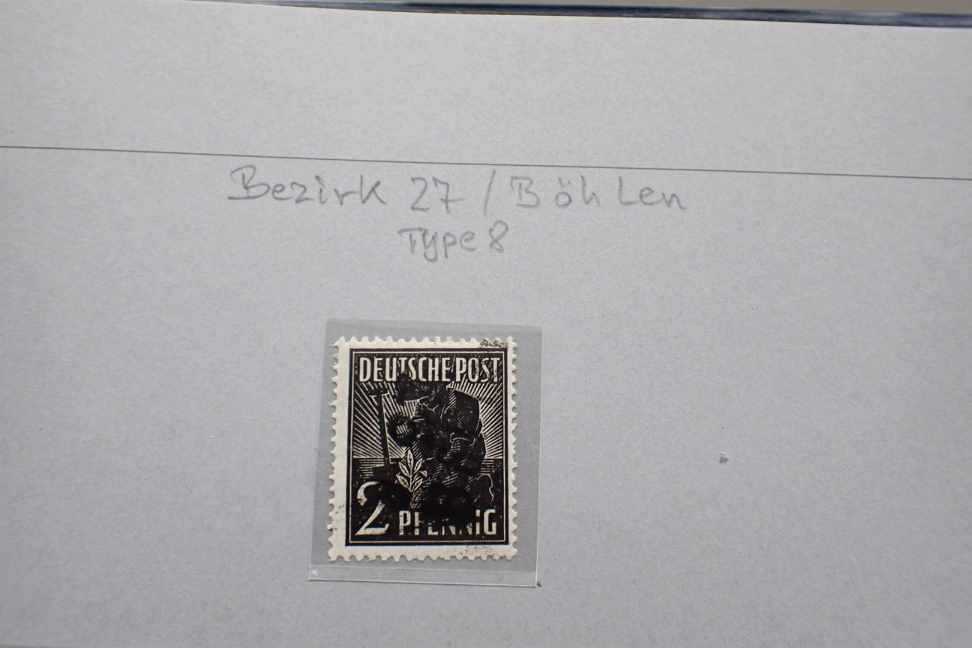 Bezirk 27 / Böhlen
Type 8
DEUTSCHE POST
2 PFENNIG